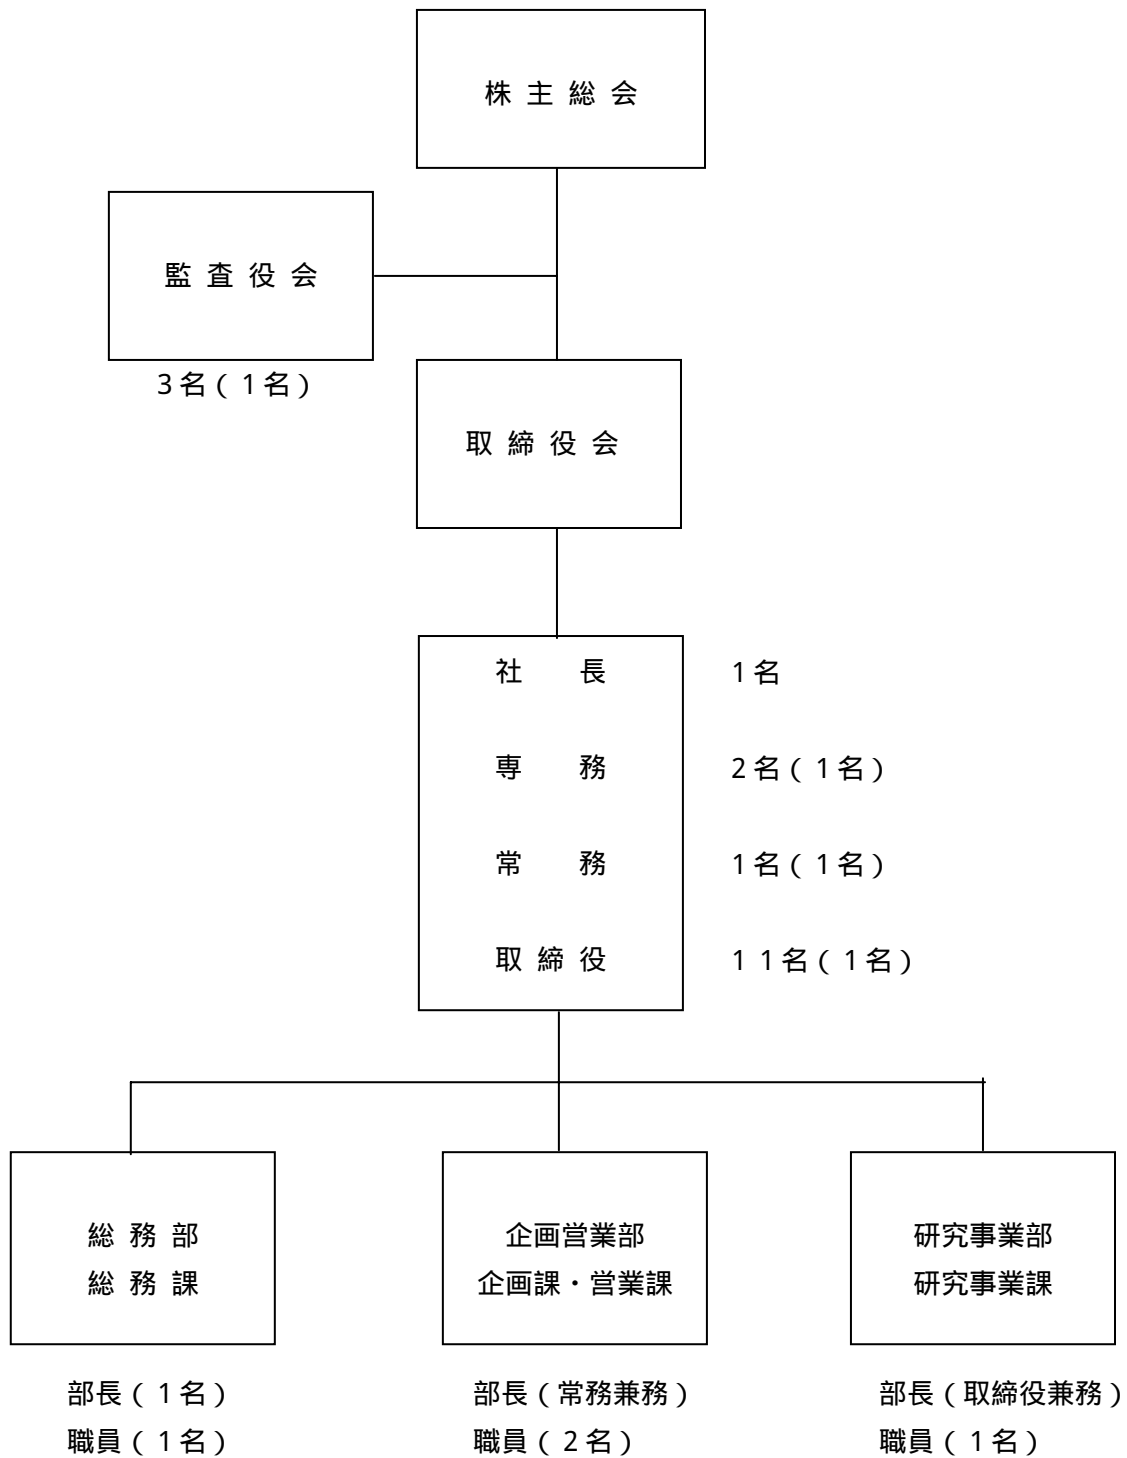 株主総会
監査役会
3名(1名)
取締役会
社 長 1名
専 務 2名(1名)
常 務 1名(1名)
取締役 11名(1名)
総務部
総務課
部長(1名)
職員(1名)
企画営業部
企画課・営業課
部長(常務兼務)
職員(2名)
研究事業部
研究事業課
部長(取締役兼務)
職員(1名)